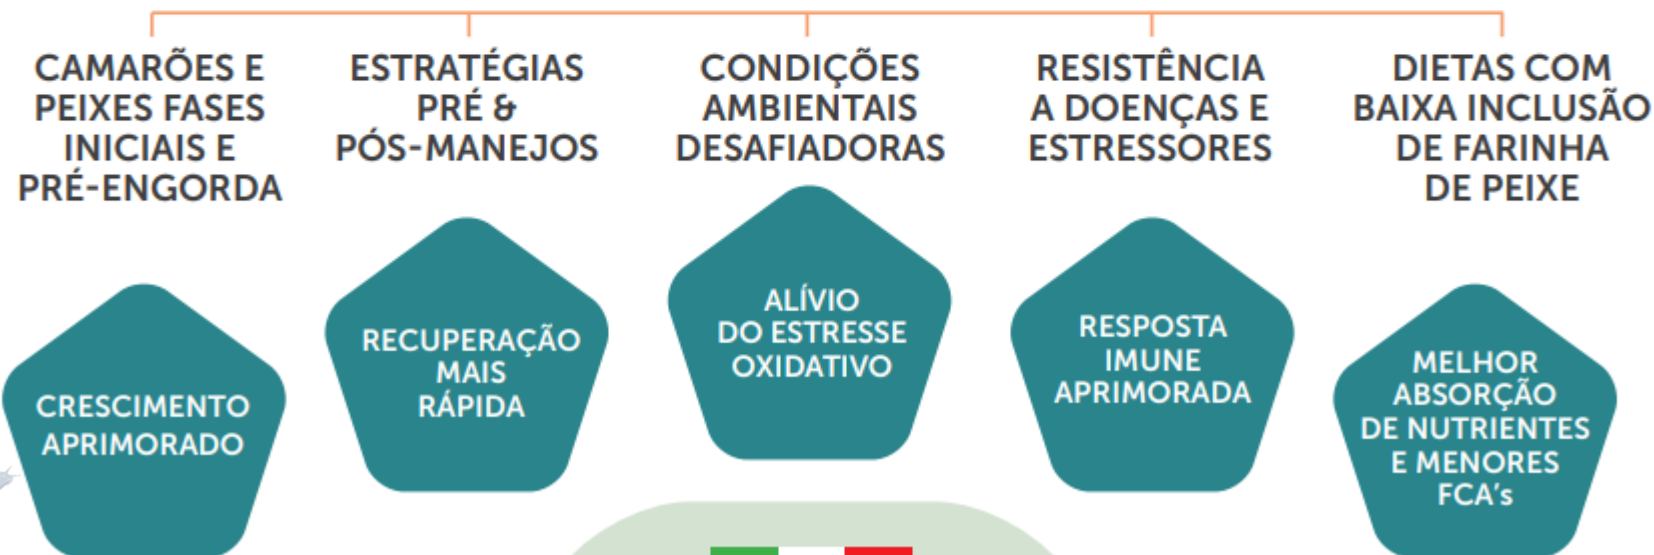 CAMARÕES E
PEIXES FASES
INICIAIS E
PRÉ-ENGORDA
ESTRATÉGIAS
PRÉ &
PÓS-MANEJOS
CONDIÇÕES
AMBIENTAIS
DESAFIADORAS
RESISTÊNCIA
A DOENÇAS E
ESTRESSORES
DIETAS COM
BAIXA INCLUSÃO
DE FARINHA
DE PEIXE
CRESCIMENTO
APRIMORADO
RECUPERAÇÃO
MAIS
RÁPIDA
ALÍVIO
DO ESTRESSE
OXIDATIVO
RESPOSTA
IMUNE
APRIMORADA
MELHOR
ABSORÇÃO
DE NUTRIENTES
E MENORES
FCA's